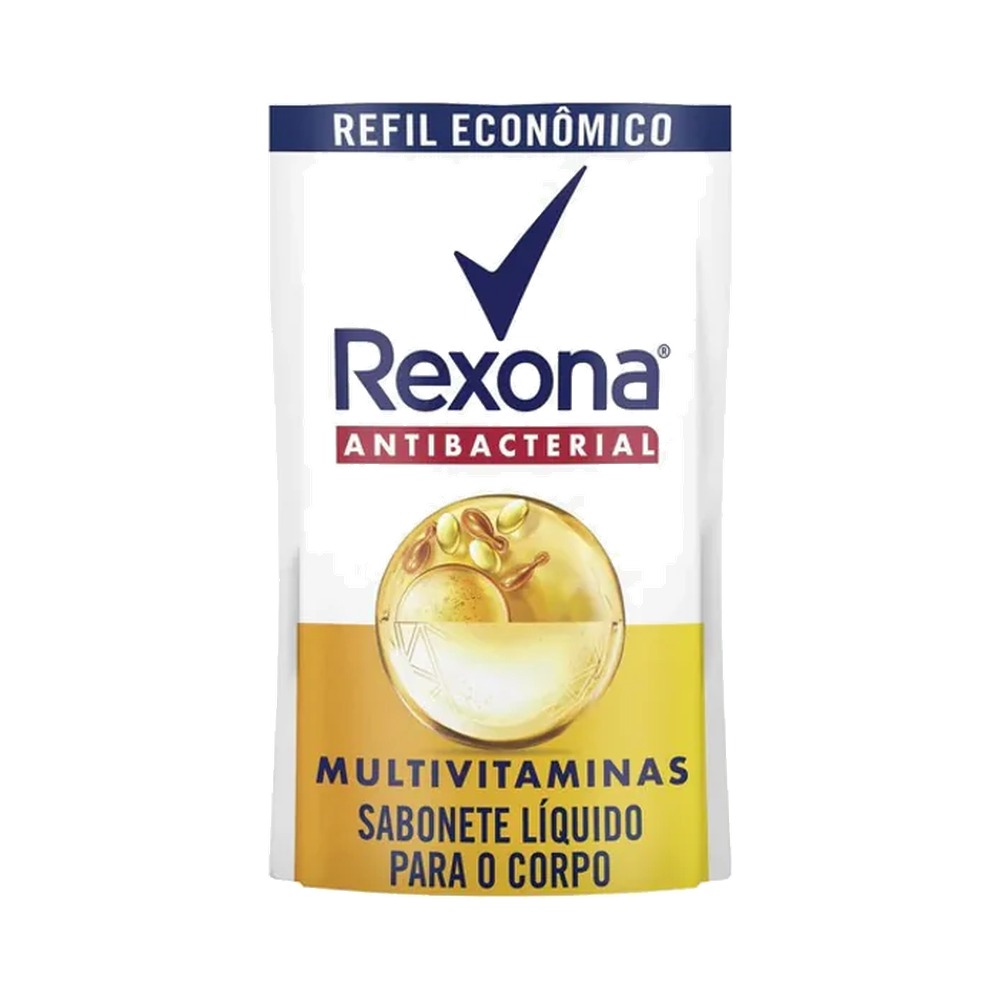 REFIL ECONÔMICO
Rexona®
ANTIBACTERIAL
MULTIVITAMINAS
SABONETE LÍQUIDO
PARA O CORPO